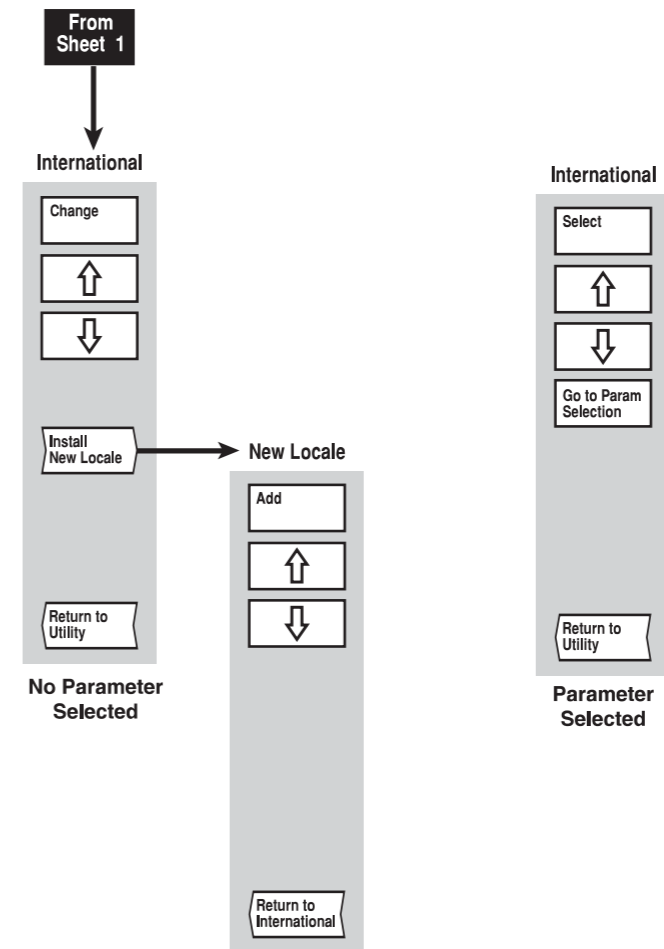 From
Sheet 1
International
Change
Install
New Locale
Return to
Utility
No Parameter
Selected
New Locale
Add
Return to
International
International
Select
Go to Param
Selection
Return to
Utility
Parameter
Selected